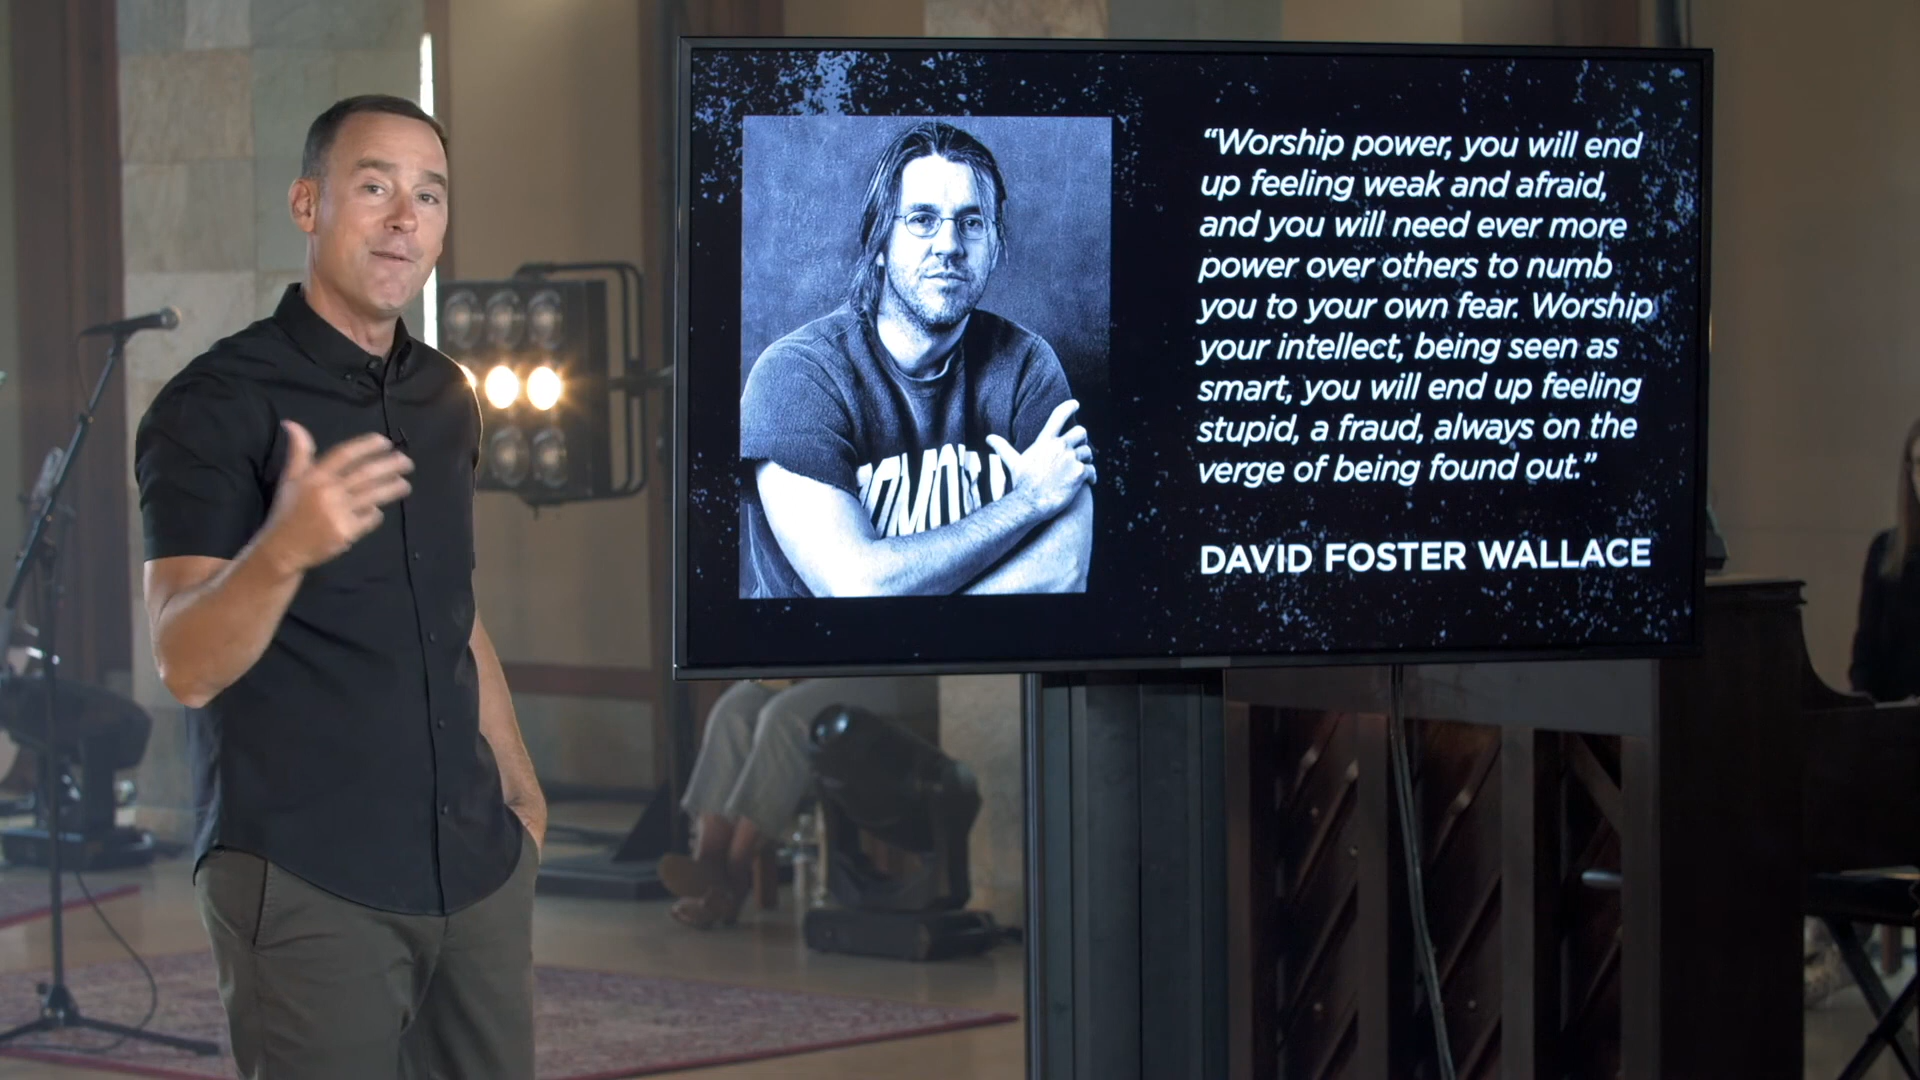 “Worship power, you will end
up feeling weak and afraid,
and you will need ever more
power over others to numb
you to your own fear. Worship
your intellect, being seen as
smart, you will end up feeling
stupid, a fraud, always on the
verge of being found out.”
DAVID FOSTER WALLACE